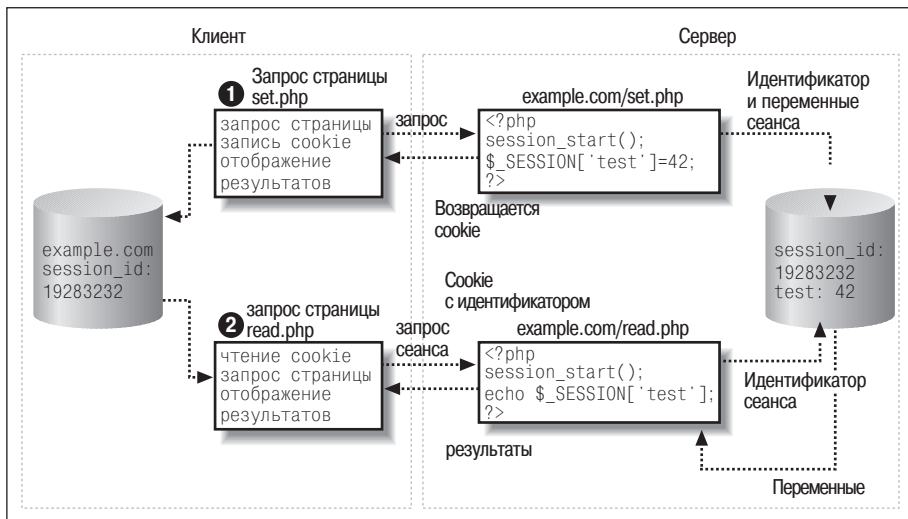 Клиент
Сервер
❶ Запрос страницы
set.php
запрос страницы
запись cookie
отображение
результатов
запрос
example.com/set.php
<?php
session_start();
$_SESSION['test']=42;
?>
Идентификатор
и переменные
сеанса
Возвращается
cookie
example.com
session_id:
19283232
session_id:
19283232
test: 42
❷ запрос страницы
read.php
чтение cookie
запрос страницы
отображение
результатов
Cookie
с идентификатором
запрос
сеанса
example.com/read.php
<?php
session_start();
echo $_SESSION['test'];
?>
Идентификатор
сеанса
результаты
Переменные